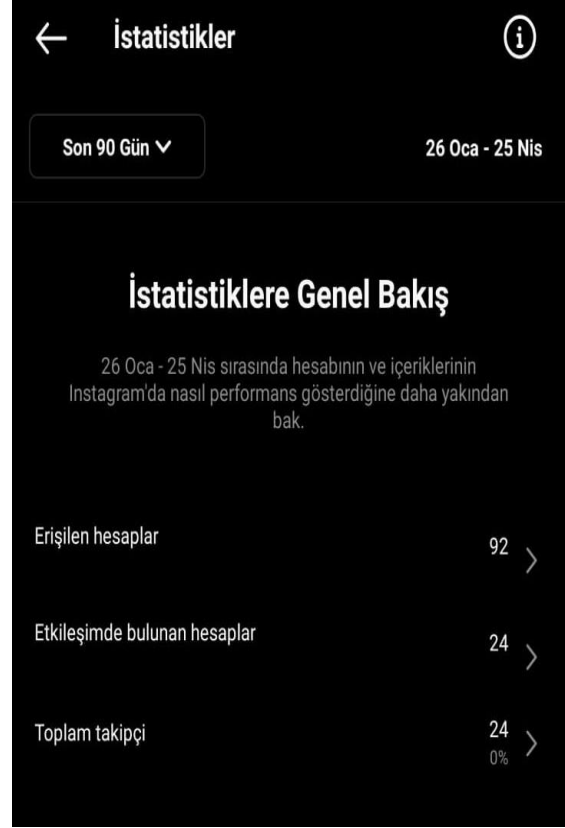 İstatistikler
Son 90 Gün
26 Oca - 25 Nis
İstatistiklere Genel Bakış
26 Oca - 25 Nis sırasında hesabının ve içeriklerinin
Instagram'da nasıl performans gösterdiğine daha yakından
bak.
Erişilen hesaplar
92
Etkileşimde bulunan hesaplar
24
Toplam takipçi
24
0%